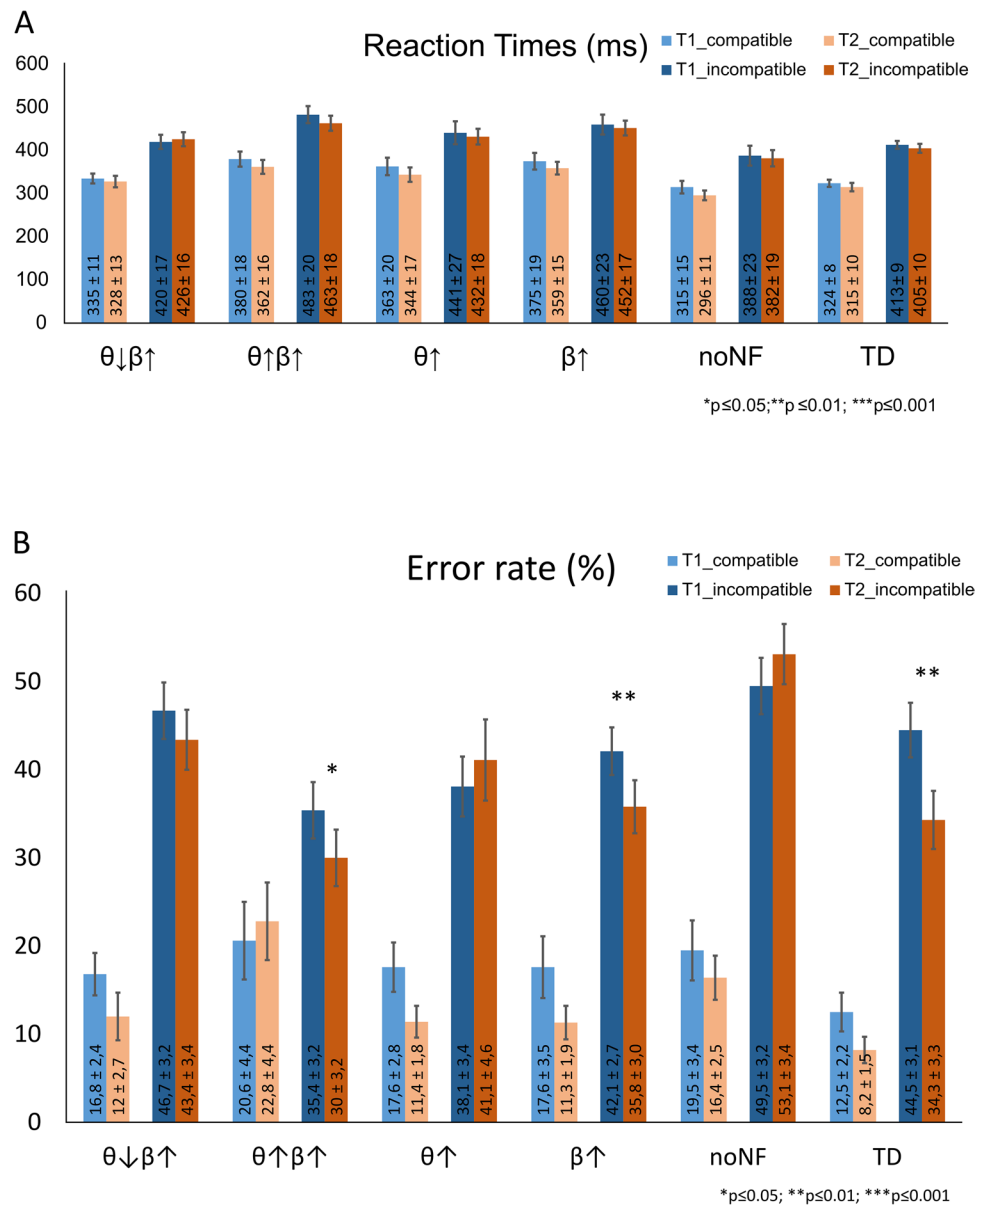 A
Reaction Times (ms)
T1_compatible T2_compatible
T1_incompatible T2_incompatible
600
500
400
300
200
100
0
335 ± 11 328 ± 13 420 ± 17 426 ± 16 380 ± 18 362 ± 16 483 ± 20 463 ± 18 363 ± 20 344 ± 17 441 ± 27 432 ± 18 375 ± 19 359 ± 15 460 ± 23 452 ± 17 315 ± 15 296 ± 11 388 ± 23 382 ± 19 324 ± 8 315 ± 10 413 ± 9 405 ± 10
θ↓β↑ θ↑β↑ θ↑ β↑ noNF TD
*p≤0.05;**p ≤0.01; ***p≤0.001
B
Error rate (%)
T1_compatible T2_compatible
T1_incompatible T2_incompatible
60
50
40
30
20
10
0
* ** **
16,8 ± 2,4 12 ± 2,7 46,7 ± 3,2 43,4 ± 3,4 20,6 ± 4,4 22,8 ± 4,4 35,4 ± 3,2 30 ± 3,2 17,6 ± 2,8 11,4 ± 1,8 38,1 ± 3,4 41,1 ± 4,6 17,6 ± 3,5 11,3 ± 1,9 42,1 ± 2,7 35,8 ± 3,0 19,5 ± 3,4 16,4 ± 2,5 49,5 ± 3,2 53,1 ± 3,4 12,5 ± 2,2 8,2 ± 1,5 44,5 ± 3,1 34,3 ± 3,3
θ↓β↑ θ↑β↑ θ↑ β↑ noNF TD
*p≤0.05; **p≤0.01; ***p≤0.001